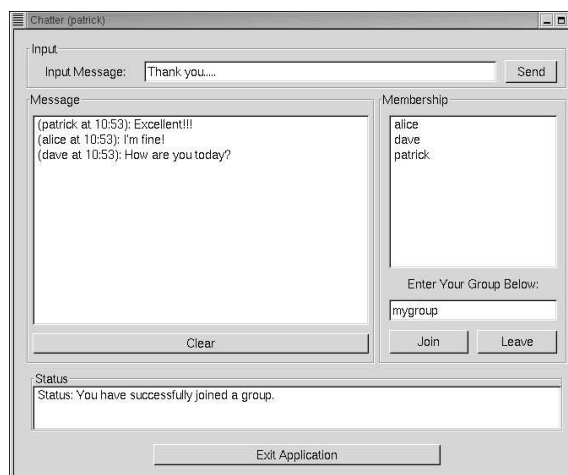 Chatter (patrick)
Input
Input Message: Thank you..... Send
Message
(patrick at 10:53): Excellent!!!
(alice at 10:53): I'm fine!
(dave at 10:53): How are you today?
Clear
Membership
alice
dave
patrick
Enter Your Group Below:
mygroup
Join Leave
Status
Status: You have successfully joined a group.
Exit Application